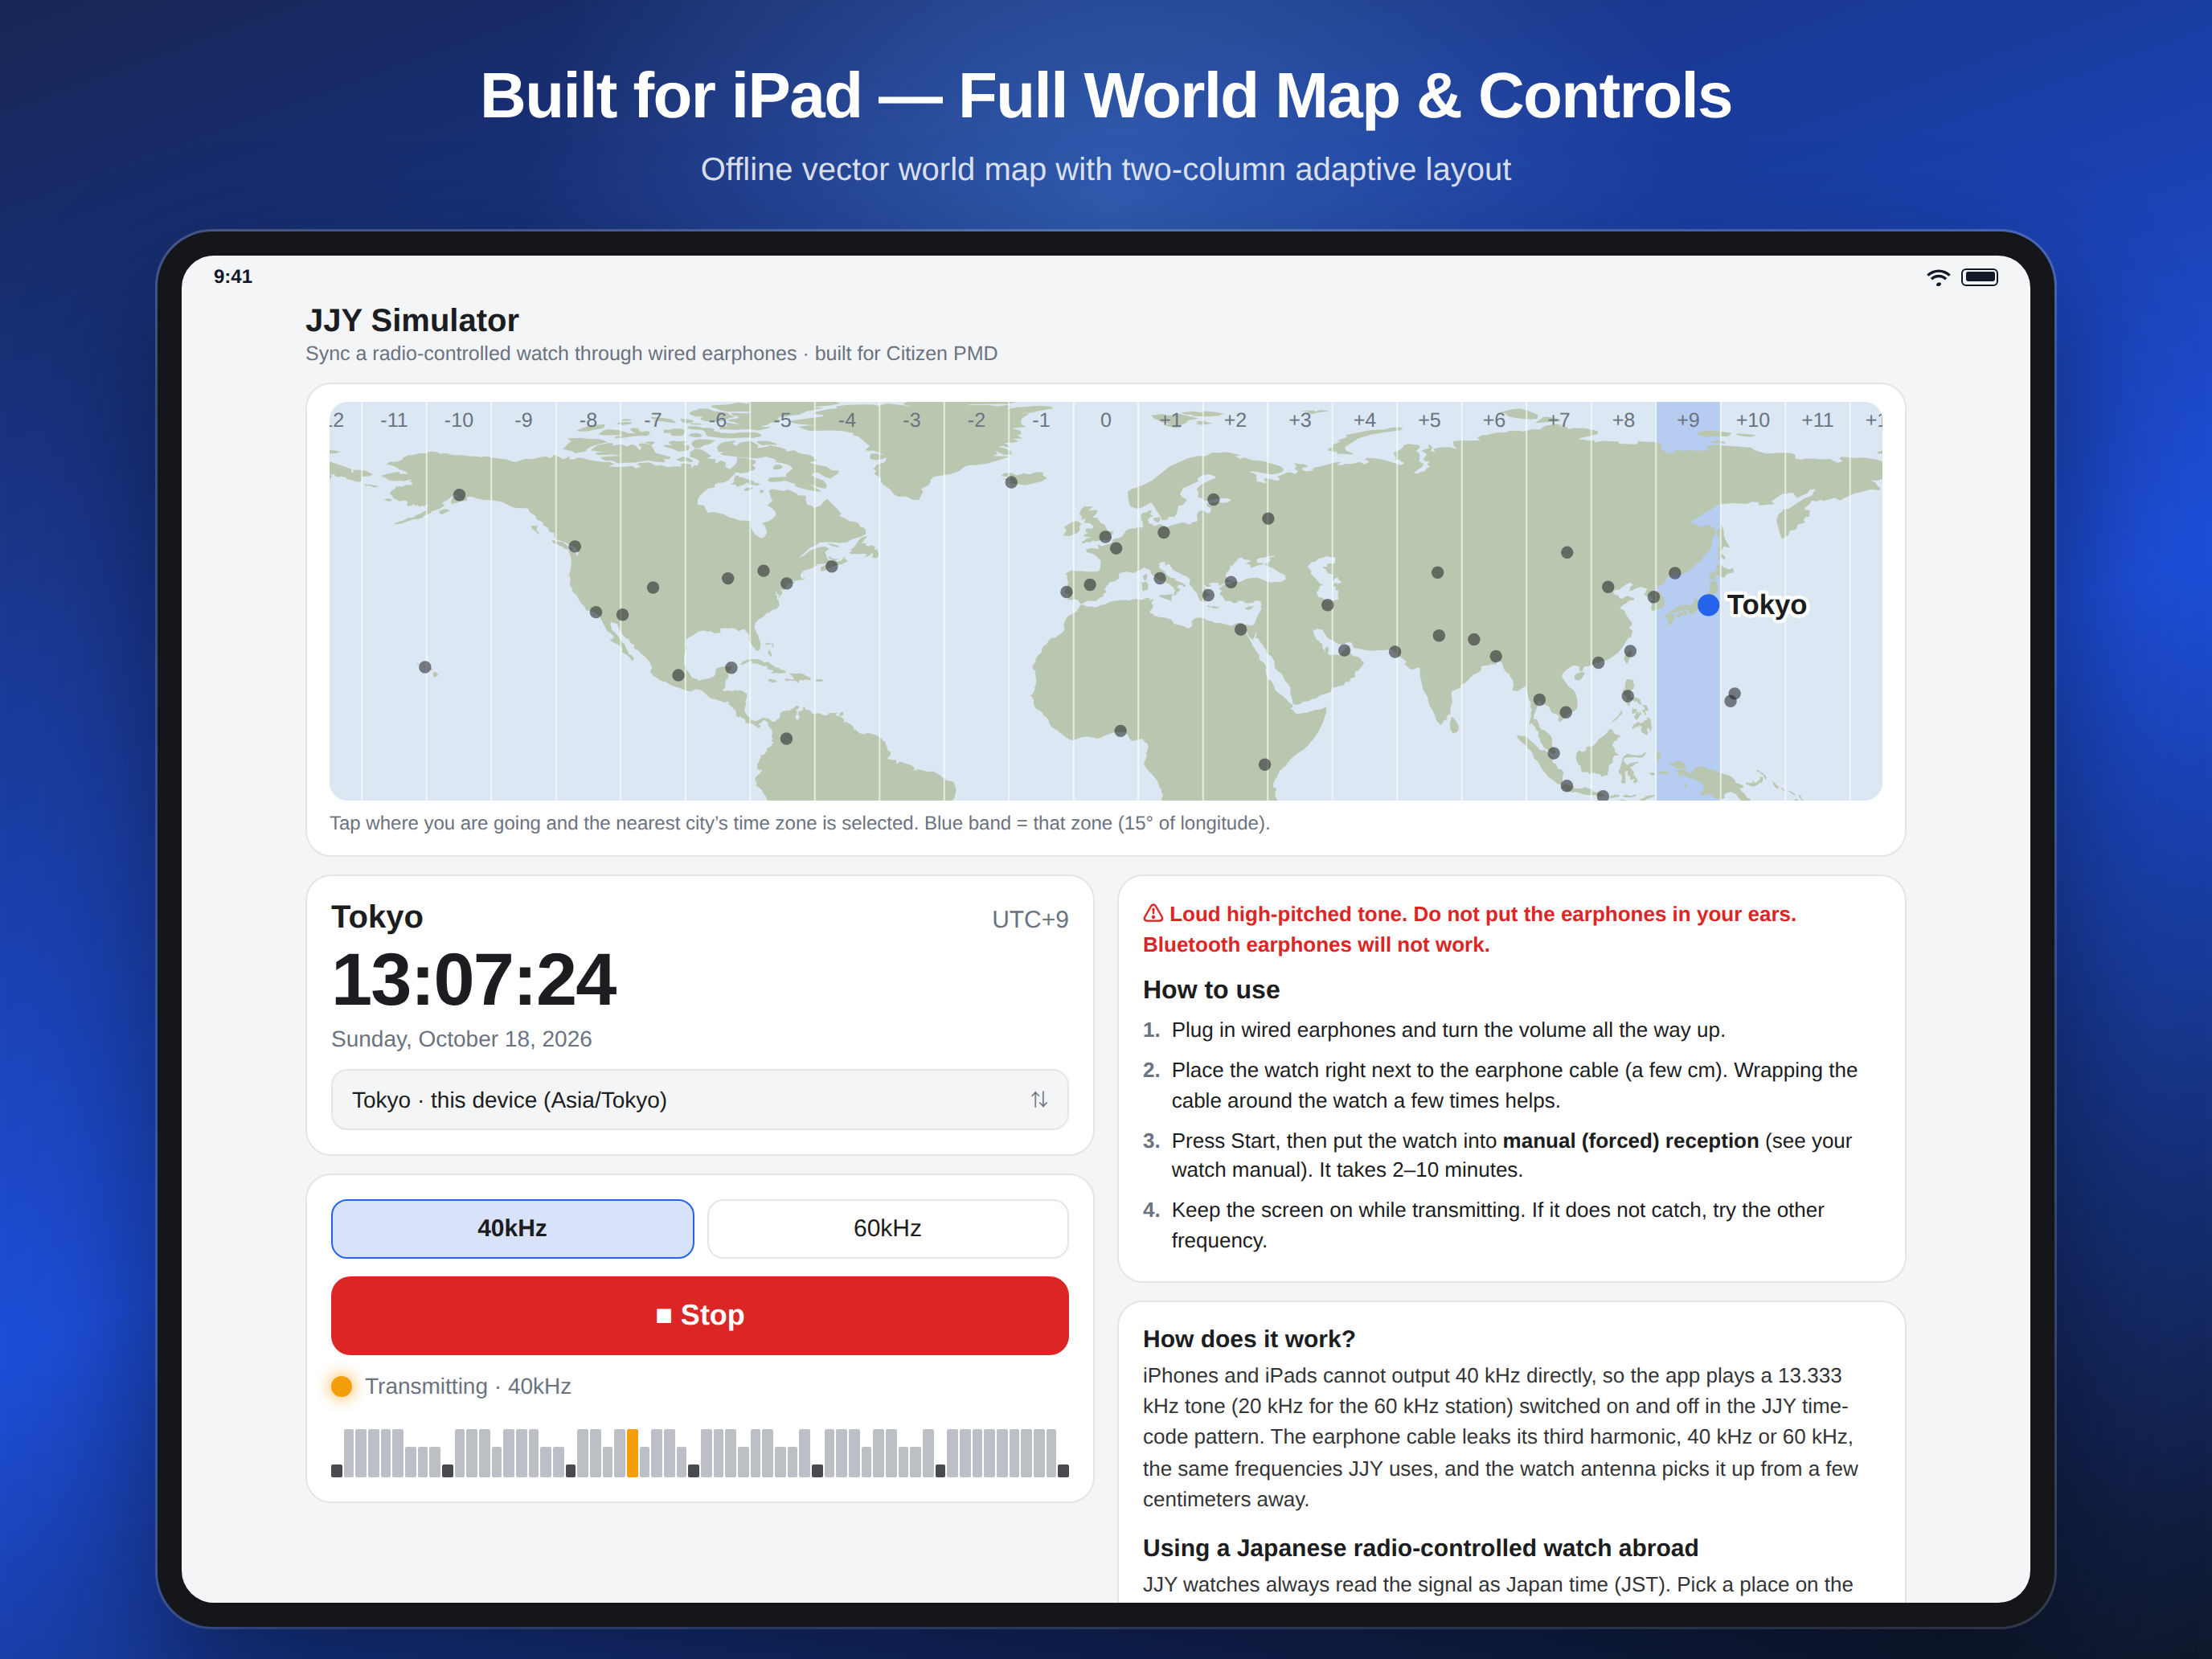 Built for iPad — Full World Map & Controls
Offline vector world map with two-column adaptive layout
9:41
JJY Simulator
Sync a radio-controlled watch through wired earphones · built for Citizen PMD
-11 -10 -9 -8 -7 -6 -5 -4 -3 -2 -1 0 +1 +2 +3 +4 +5 +6 +7 +8 +9 +10 +11
Tokyo
Tap where you are going and the nearest city’s time zone is selected. Blue band = that zone (15° of longitude).
Tokyo UTC+9
13:07:24
Sunday, October 18, 2026
Tokyo · this device (Asia/Tokyo)
40kHz 60kHz
Stop
Transmitting · 40kHz
⚠ Loud high-pitched tone. Do not put the earphones in your ears.
Bluetooth earphones will not work.
How to use
1. Plug in wired earphones and turn the volume all the way up.
2. Place the watch right next to the earphone cable (a few cm). Wrapping the
cable around the watch a few times helps.
3. Press Start, then put the watch into manual (forced) reception (see your
watch manual). It takes 2–10 minutes.
4. Keep the screen on while transmitting. If it does not catch, try the other
frequency.
How does it work?
iPhones and iPads cannot output 40 kHz directly, so the app plays a 13.333
kHz tone (20 kHz for the 60 kHz station) switched on and off in the JJY time-
code pattern. The earphone cable leaks its third harmonic, 40 kHz or 60 kHz,
the same frequencies JJY uses, and the watch antenna picks it up from a few
centimeters away.
Using a Japanese radio-controlled watch abroad
JJY watches always read the signal as Japan time (JST). Pick a place on the